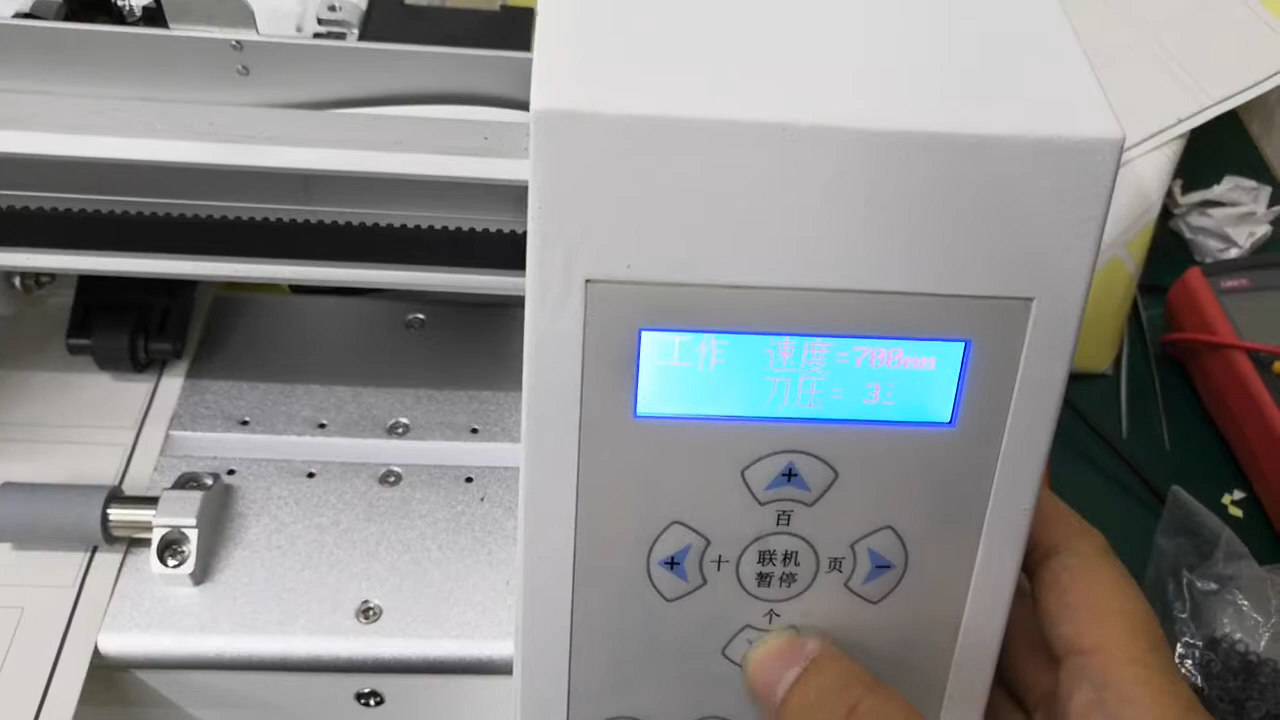 工作 速度=700mm
刀压= 3
+
百
+ 十 联机 页 -
暂停
个